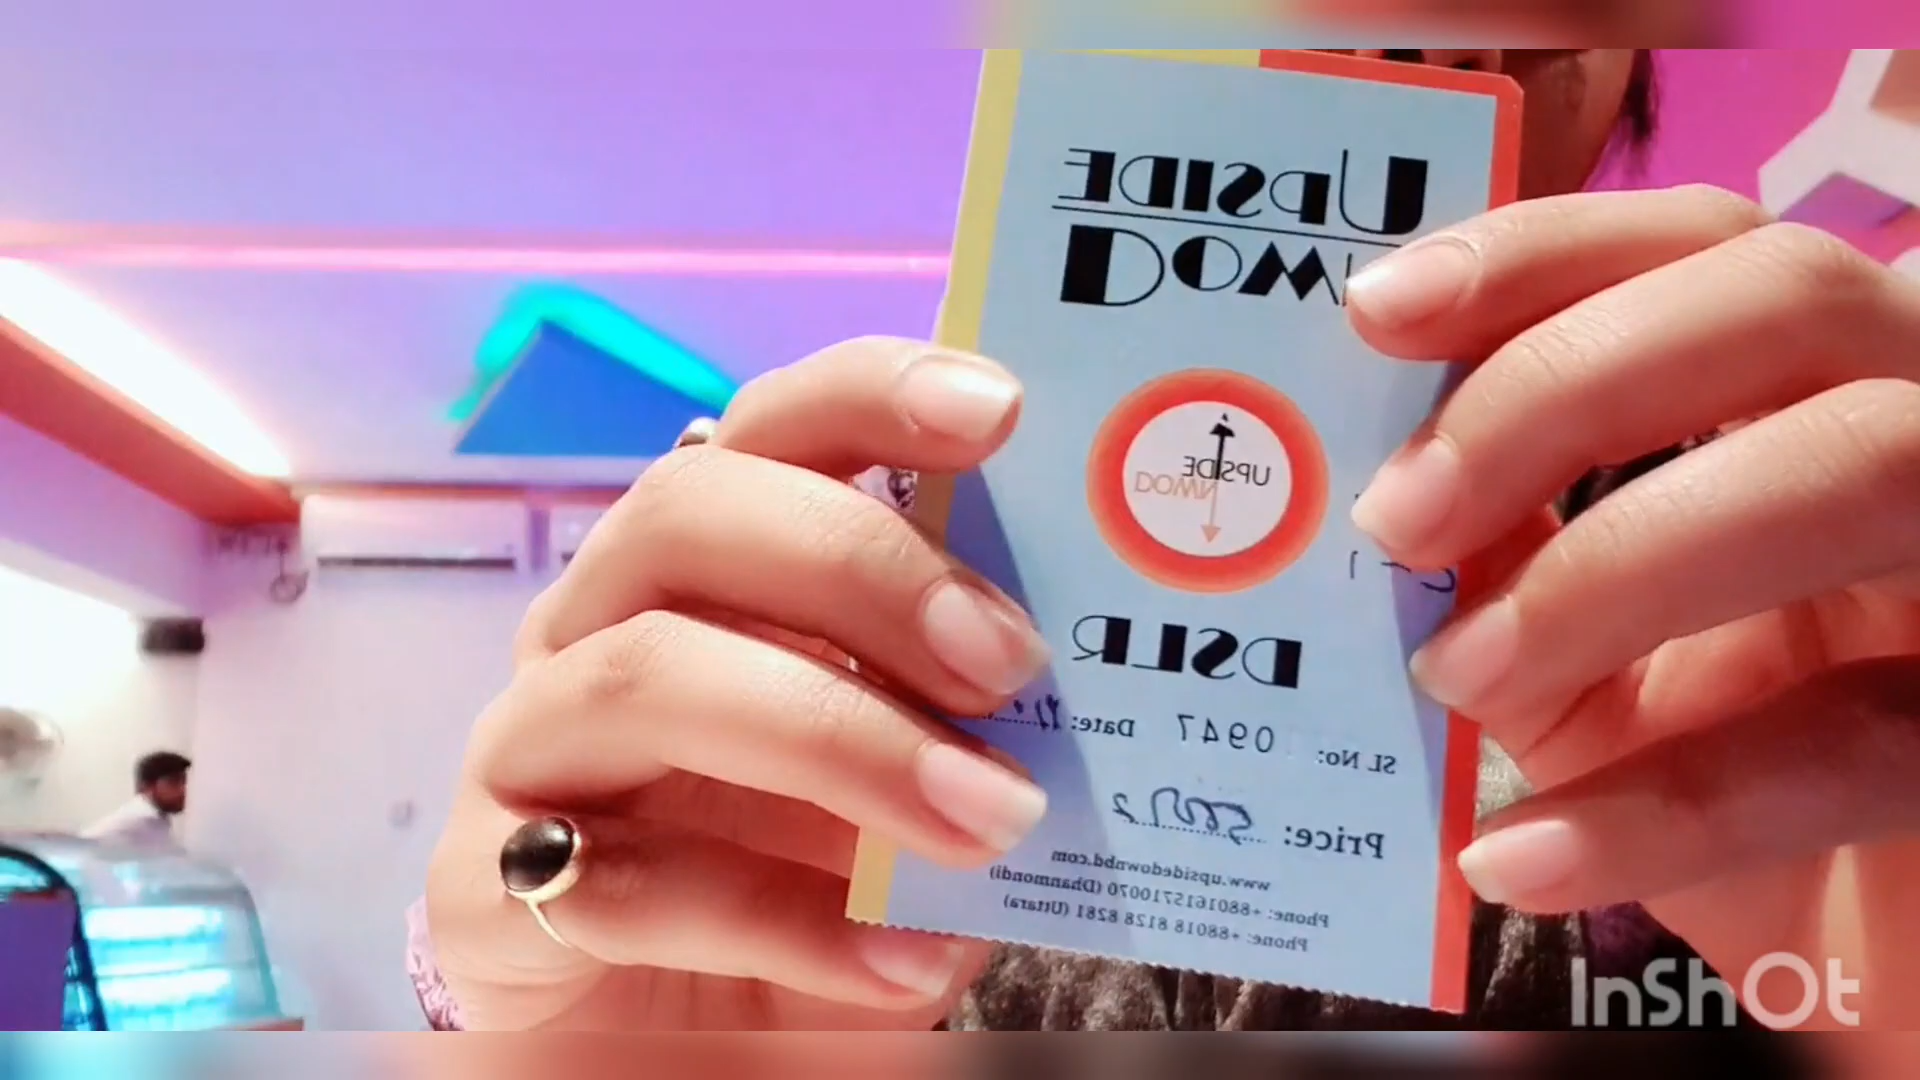 UPSIDE
DOWN
UPSIDE
DOWN
DSLR
SL No: 0947 Date:
Price:
www.upsidedownbd.com
Phone: +8801615710070 (Dhanmondi)
Phone: +88018 8128 8281 (Uttara)
InShOt